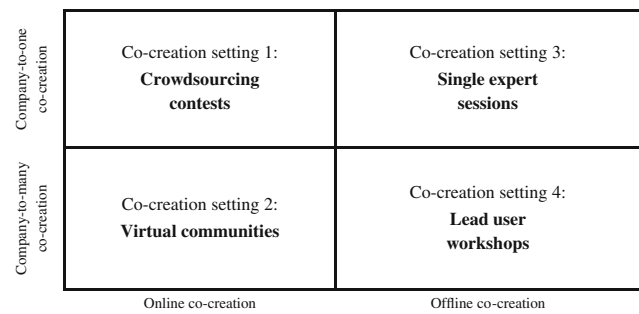 Company-to-one
co-creation
Co-creation setting 1:
Crowdsourcing
contests
Co-creation setting 3:
Single expert
sessions
Company-to-many
co-creation
Co-creation setting 2:
Virtual communities
Co-creation setting 4:
Lead user
workshops
Online co-creation
Offline co-creation